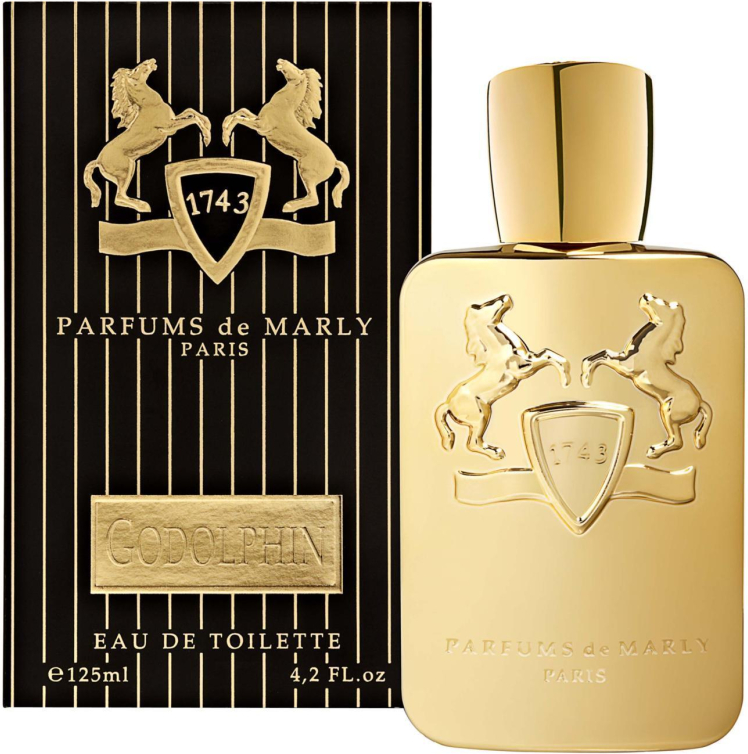 1743
PARFUMS de MARLY
PARIS
GODOLPHIN
EAU DE TOILETTE
℮125ml 4,2 FL.oz
1743
PARFUMS de MARLY
PARIS